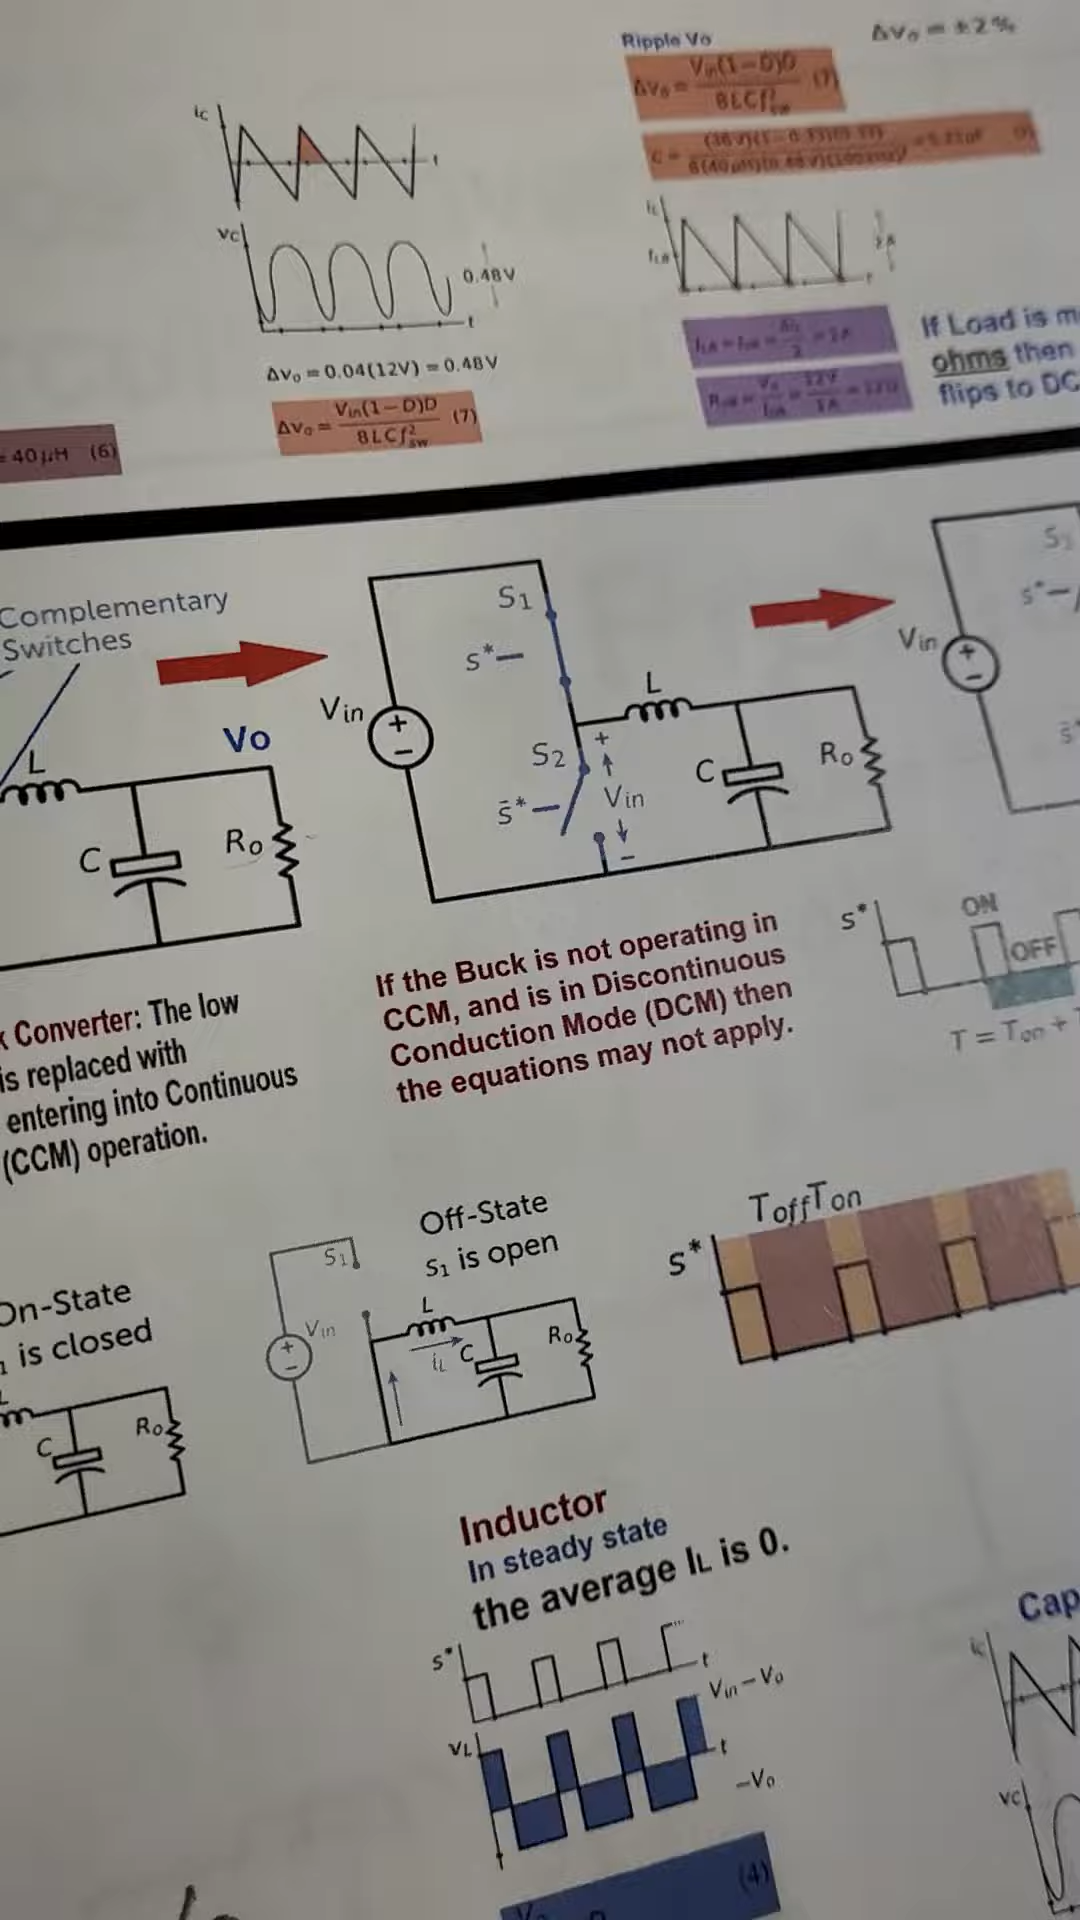 Ripple Vo
ΔVo = ±2%
ΔVo = Vin(1−D)D / 8LCf²sw (7)
ic
t
vc
0.48V
t
ΔVo = 0.04(12V) = 0.48V
ΔVo = Vin(1−D)D / 8LCf²sw (7)
= 40μH (6)
iL
t
If Load is m
ohms then
flips to DC
Complementary
Switches
L
Vo
C
Ro
Vin
+
−
S1
s*
S2
s̄*
+
Vin
−
L
C
Ro
Vin
+
−
S1
s*
s̄*
k Converter: The low
is replaced with
entering into Continuous
(CCM) operation.
If the Buck is not operating in
CCM, and is in Discontinuous
Conduction Mode (DCM) then
the equations may not apply.
s*
ON
OFF
T = Ton +
On-State
1 is closed
L
C
Ro
Off-State
S1 is open
S1
Vin
+
−
L
iL
C
Ro
Toff Ton
s*
Inductor
In steady state
the average IL is 0.
s*
t
Vin−Vo
VL
t
−Vo
(4)
Cap
ic
vc